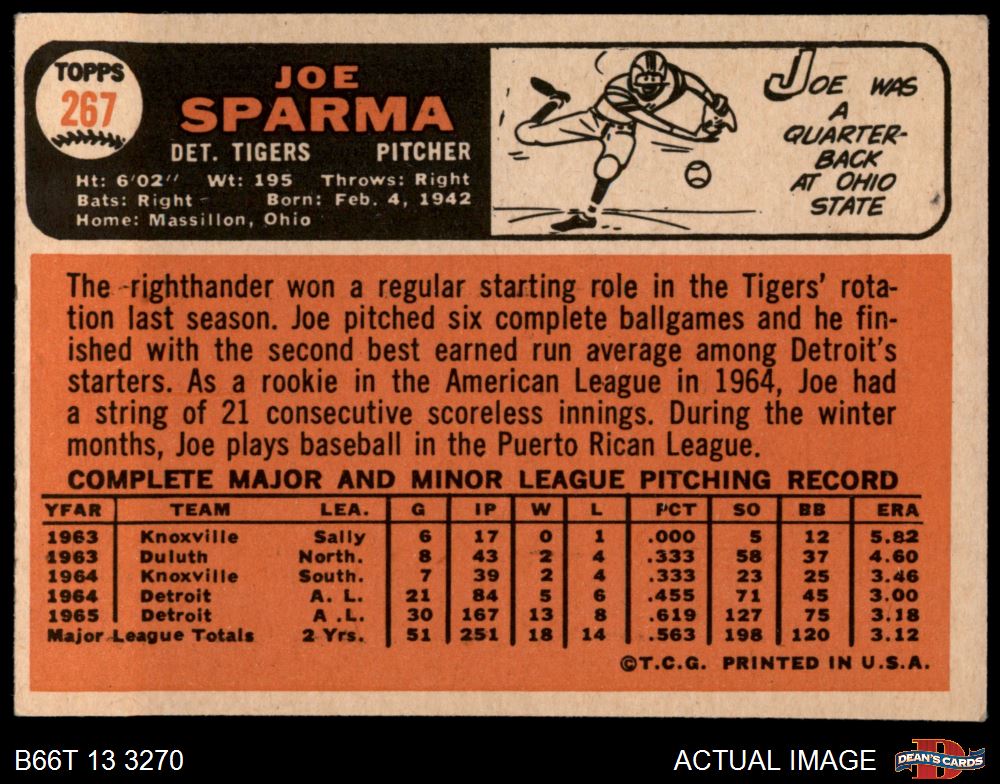 TOPPS
267
JOE
SPARMA
DET. TIGERS PITCHER
Ht: 6'02" Wt: 195 Throws: Right
Bats: Right Born: Feb. 4, 1942
Home: Massillon, Ohio
JOE WAS
A
QUARTER-
BACK
AT OHIO
STATE
The righthander won a regular starting role in the Tigers' rota-
tion last season. Joe pitched six complete ballgames and he fin-
ished with the second best earned run average among Detroit's
starters. As a rookie in the American League in 1964, Joe had
a string of 21 consecutive scoreless innings. During the winter
months, Joe plays baseball in the Puerto Rican League.
COMPLETE MAJOR AND MINOR LEAGUE PITCHING RECORD
YEAR TEAM LEA. G IP W L PCT SO BB ERA
1963 Knoxville Sally 6 17 0 1 .000 5 12 5.82
1963 Duluth North. 8 43 2 4 .333 58 37 4.60
1964 Knoxville South. 7 39 2 4 .333 23 25 3.46
1964 Detroit A. L. 21 84 5 6 .455 71 45 3.00
1965 Detroit A .L. 30 167 13 8 .619 127 75 3.18
Major League Totals 2 Yrs. 51 251 18 14 .563 198 120 3.12
©T.C.G. PRINTED IN U.S.A.
B66T 13 3270
ACTUAL IMAGE
DEAN'S CARDS